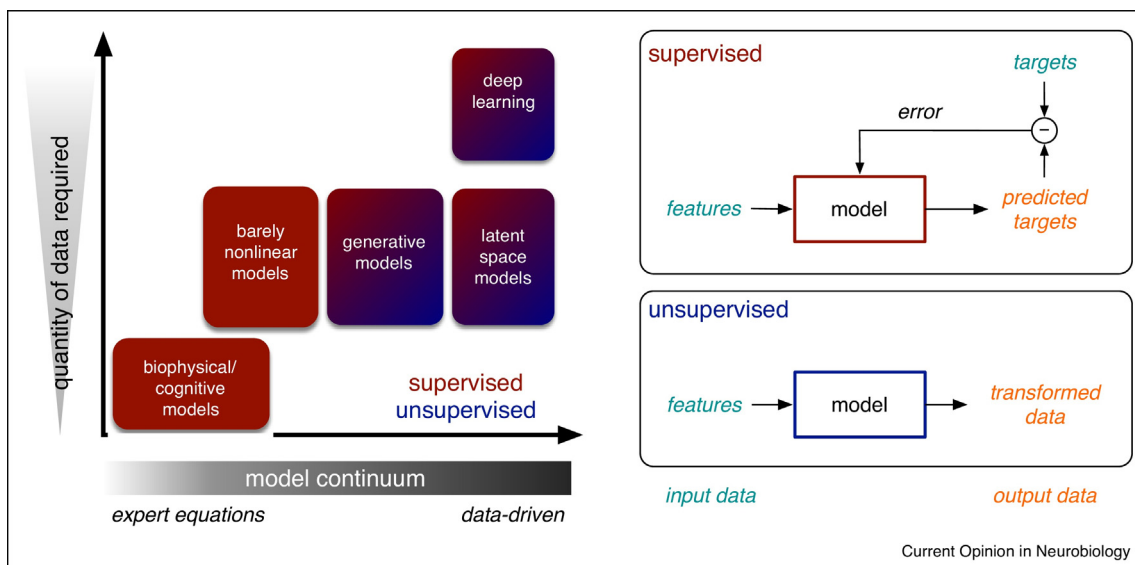 quantity of data required
deep
learning
barely
nonlinear
models
generative
models
latent
space
models
biophysical/
cognitive
models
supervised
unsupervised
model continuum
expert equations
data-driven
supervised
targets
error
−
features
model
predicted
targets
unsupervised
features
model
transformed
data
input data
output data
Current Opinion in Neurobiology